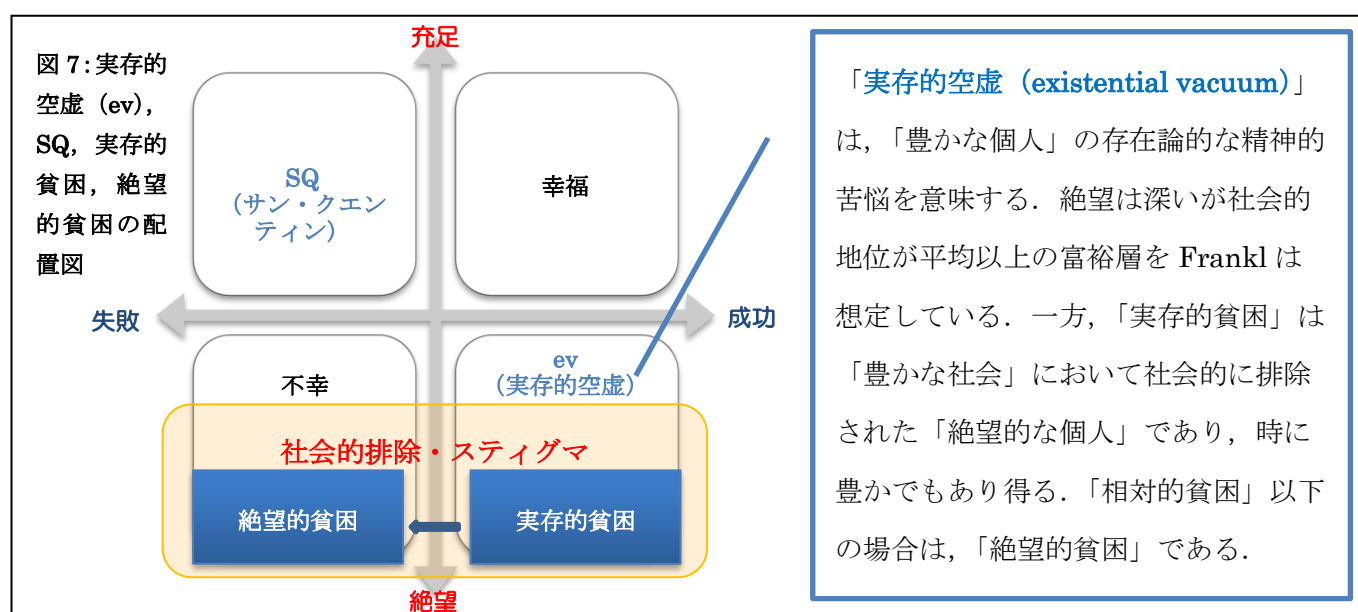 図 7:実存的
空虚（ev），
SQ，実存的
貧困，絶望
的貧困の配
置図
充足
SQ
（サン・クエン
ティン）
幸福
失敗
成功
不幸
ev
（実存的空虚）
社会的排除・スティグマ
絶望的貧困
実存的貧困
絶望
「実存的空虚（existential vacuum）」
は，「豊かな個人」の存在論的な精神的
苦悩を意味する．絶望は深いが社会的
地位が平均以上の富裕層を Frankl は
想定している．一方，「実存的貧困」は
「豊かな社会」において社会的に排除
された「絶望的な個人」であり，時に
豊かでもあり得る．「相対的貧困」以下
の場合は，「絶望的貧困」である．